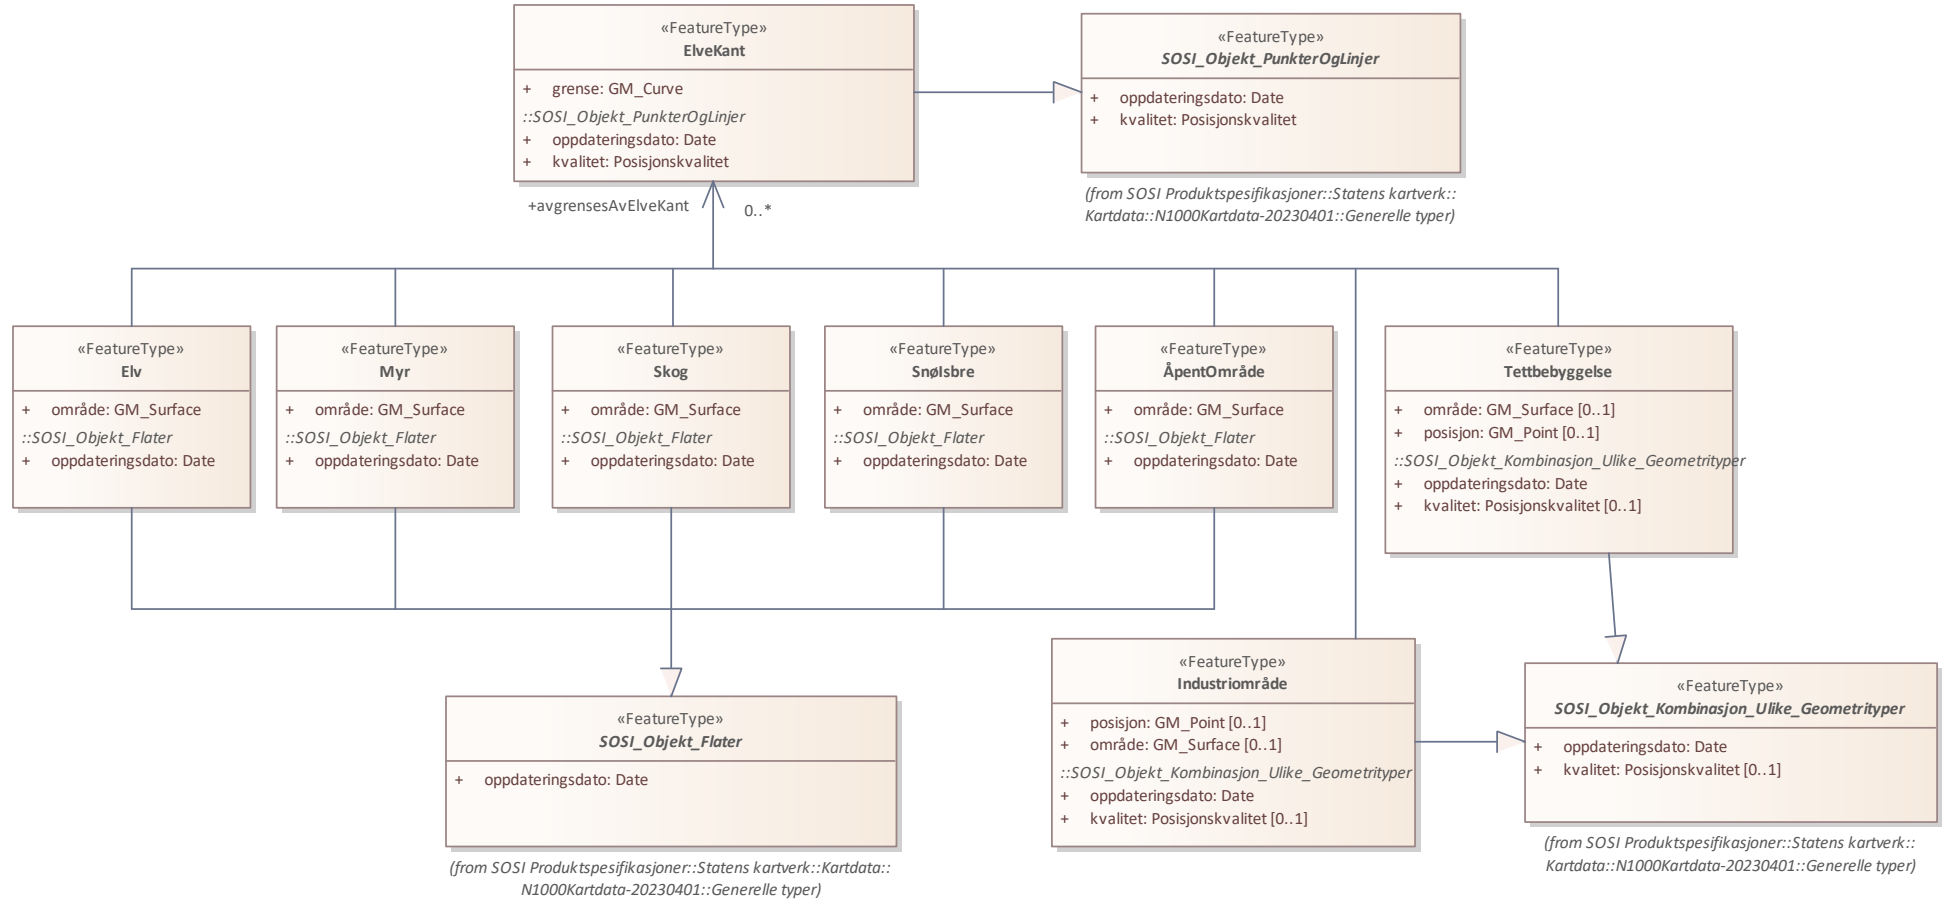 «FeatureType»
ElveKant
+ grense: GM_Curve
::SOSI_Objekt_PunkterOgLinjer
+ oppdateringsdato: Date
+ kvalitet: Posisjonskvalitet
«FeatureType»
SOSI_Objekt_PunkterOgLinjer
+ oppdateringsdato: Date
+ kvalitet: Posisjonskvalitet
(from SOSI Produktspesifikasjoner::Statens kartverk::
Kartdata::N1000Kartdata-20230401::Generelle typer)
+avgrensesAvElveKant
0..*
«FeatureType»
Elv
+ område: GM_Surface
::SOSI_Objekt_Flater
+ oppdateringsdato: Date
«FeatureType»
Myr
+ område: GM_Surface
::SOSI_Objekt_Flater
+ oppdateringsdato: Date
«FeatureType»
Skog
+ område: GM_Surface
::SOSI_Objekt_Flater
+ oppdateringsdato: Date
«FeatureType»
SnøIsbre
+ område: GM_Surface
::SOSI_Objekt_Flater
+ oppdateringsdato: Date
«FeatureType»
ÅpentOmråde
+ område: GM_Surface
::SOSI_Objekt_Flater
+ oppdateringsdato: Date
«FeatureType»
Tettbebyggelse
+ område: GM_Surface [0..1]
+ posisjon: GM_Point [0..1]
::SOSI_Objekt_Kombinasjon_Ulike_Geometrityper
+ oppdateringsdato: Date
+ kvalitet: Posisjonskvalitet [0..1]
«FeatureType»
SOSI_Objekt_Flater
+ oppdateringsdato: Date
(from SOSI Produktspesifikasjoner::Statens kartverk::Kartdata::
N1000Kartdata-20230401::Generelle typer)
«FeatureType»
Industriområde
+ posisjon: GM_Point [0..1]
+ område: GM_Surface [0..1]
::SOSI_Objekt_Kombinasjon_Ulike_Geometrityper
+ oppdateringsdato: Date
+ kvalitet: Posisjonskvalitet [0..1]
«FeatureType»
SOSI_Objekt_Kombinasjon_Ulike_Geometrityper
+ oppdateringsdato: Date
+ kvalitet: Posisjonskvalitet [0..1]
(from SOSI Produktspesifikasjoner::Statens kartverk::
Kartdata::N1000Kartdata-20230401::Generelle typer)